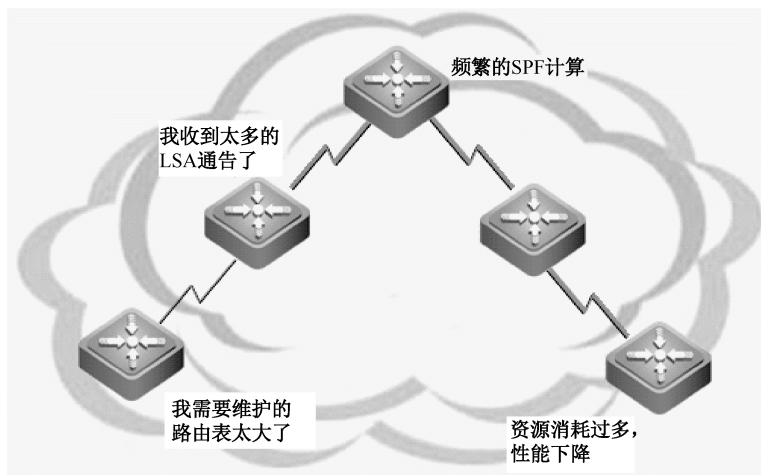 频繁的SPF计算
我收到太多的
LSA通告了
我需要维护的
路由表太大了
资源消耗过多，
性能下降